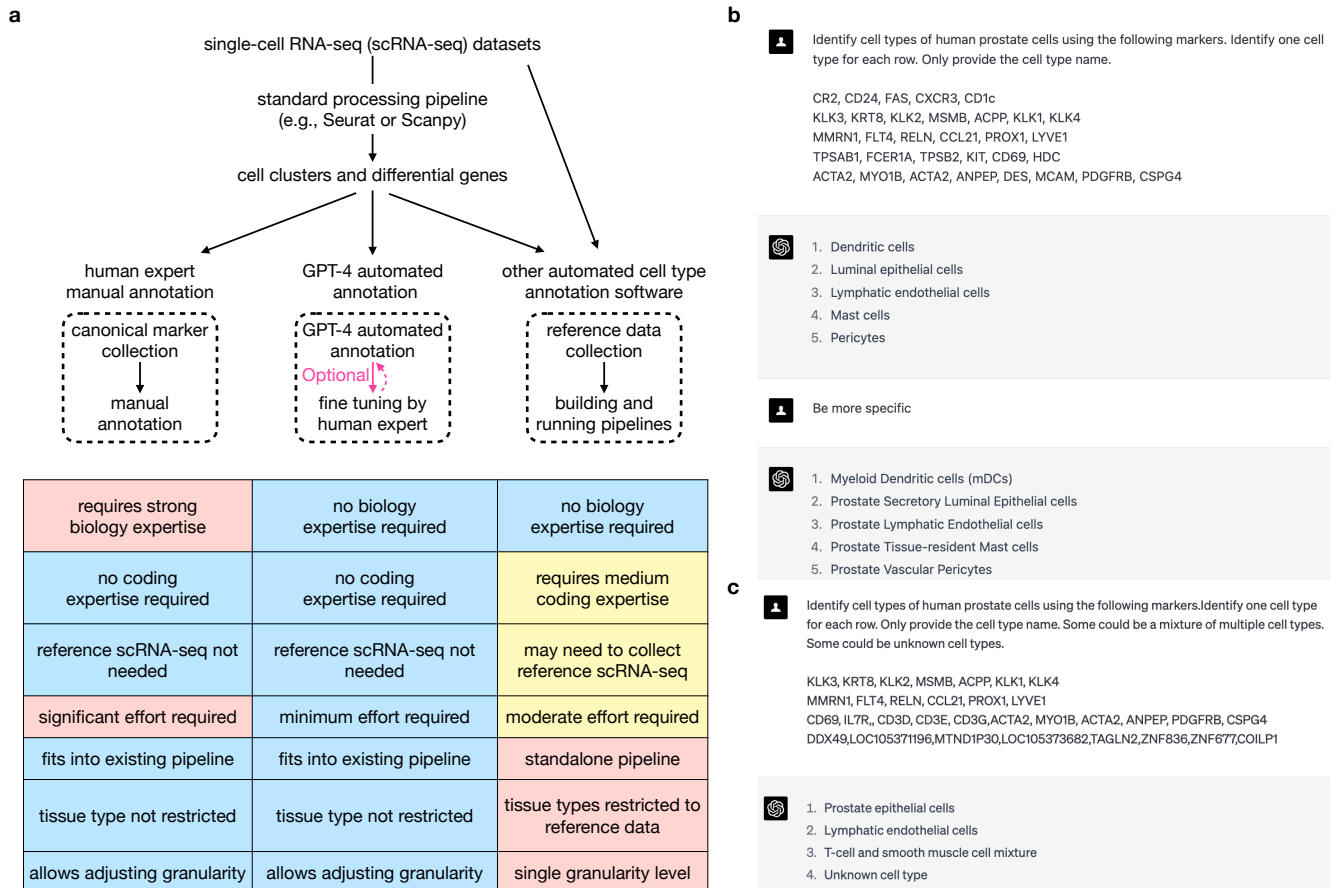 a
single-cell RNA-seq (scRNA-seq) datasets
standard processing pipeline
(e.g., Seurat or Scanpy)
cell clusters and differential genes
human expert
manual annotation
GPT-4 automated
annotation
other automated cell type
annotation software
canonical marker
collection
manual
annotation
GPT-4 automated
annotation
Optional
fine tuning by
human expert
reference data
collection
building and
running pipelines
requires strong
biology expertise
no biology
expertise required
no biology
expertise required
no coding
expertise required
no coding
expertise required
requires medium
coding expertise
reference scRNA-seq not
needed
reference scRNA-seq not
needed
may need to collect
reference scRNA-seq
significant effort required
minimum effort required
moderate effort required
fits into existing pipeline
fits into existing pipeline
standalone pipeline
tissue type not restricted
tissue type not restricted
tissue types restricted to
reference data
allows adjusting granularity
allows adjusting granularity
single granularity level
b
Identify cell types of human prostate cells using the following markers. Identify one cell
type for each row. Only provide the cell type name.
CR2, CD24, FAS, CXCR3, CD1c
KLK3, KRT8, KLK2, MSMB, ACPP, KLK1, KLK4
MMRN1, FLT4, RELN, CCL21, PROX1, LYVE1
TPSAB1, FCER1A, TPSB2, KIT, CD69, HDC
ACTA2, MYO1B, ACTA2, ANPEP, DES, MCAM, PDGFRB, CSPG4
1. Dendritic cells
2. Luminal epithelial cells
3. Lymphatic endothelial cells
4. Mast cells
5. Pericytes
Be more specific
1. Myeloid Dendritic cells (mDCs)
2. Prostate Secretory Luminal Epithelial cells
3. Prostate Lymphatic Endothelial cells
4. Prostate Tissue-resident Mast cells
5. Prostate Vascular Pericytes
c
Identify cell types of human prostate cells using the following markers.Identify one cell type
for each row. Only provide the cell type name. Some could be a mixture of multiple cell types.
Some could be unknown cell types.
KLK3, KRT8, KLK2, MSMB, ACPP, KLK1, KLK4
MMRN1, FLT4, RELN, CCL21, PROX1, LYVE1
CD69, IL7R,, CD3D, CD3E, CD3G,ACTA2, MYO1B, ACTA2, ANPEP, PDGFRB, CSPG4
DDX49,LOC105371196,MTND1P30,LOC105373682,TAGLN2,ZNF836,ZNF677,COILP1
1. Prostate epithelial cells
2. Lymphatic endothelial cells
3. T-cell and smooth muscle cell mixture
4. Unknown cell type